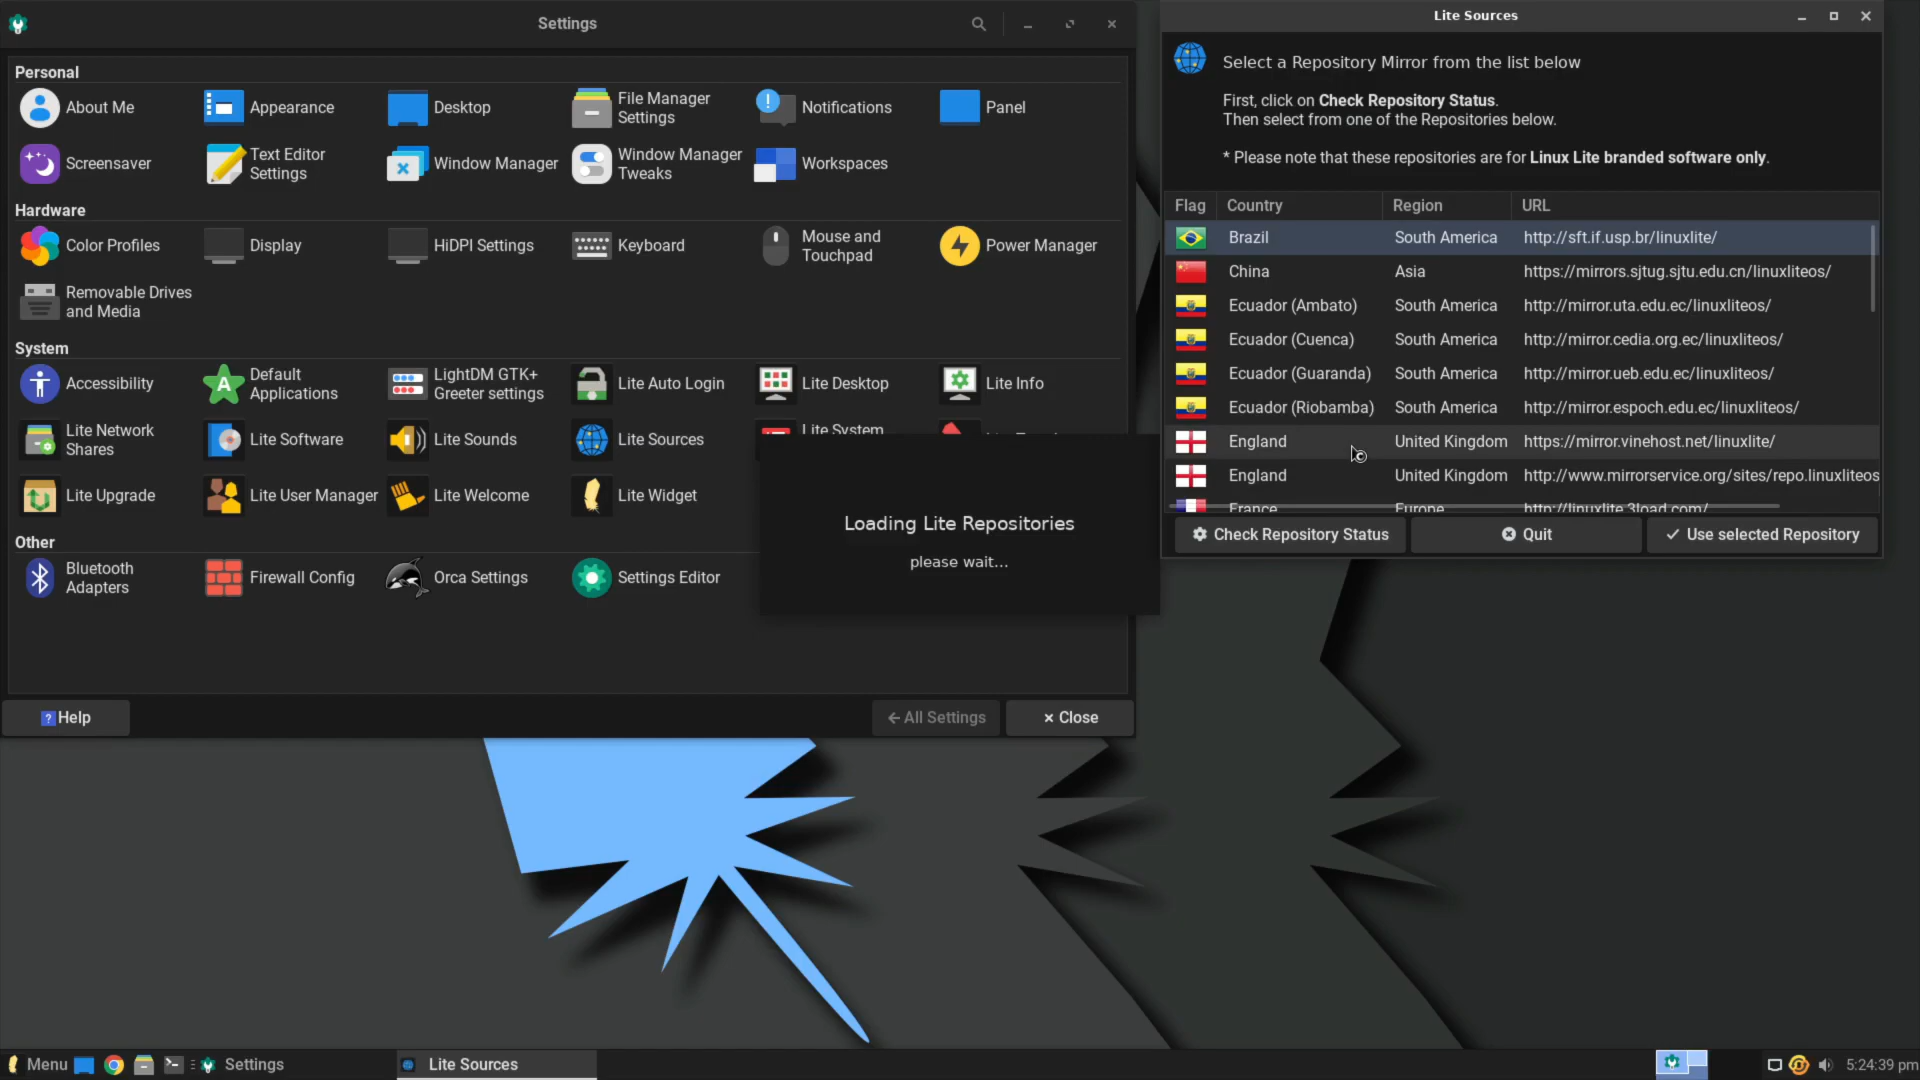 Settings
Personal
About Me
Appearance
Desktop
File Manager
Settings
Notifications
Panel
Screensaver
Text Editor
Settings
Window Manager
Window Manager
Tweaks
Workspaces
Hardware
Color Profiles
Display
HiDPI Settings
Keyboard
Mouse and
Touchpad
Power Manager
Removable Drives
and Media
System
Accessibility
Default
Applications
LightDM GTK+
Greeter settings
Lite Auto Login
Lite Desktop
Lite Info
Lite Network
Shares
Lite Software
Lite Sounds
Lite Sources
Lite System
Lite Upgrade
Lite User Manager
Lite Welcome
Lite Widget
Other
Bluetooth
Adapters
Firewall Config
Orca Settings
Settings Editor
Help
All Settings
Close
Loading Lite Repositories
please wait...
Lite Sources
Select a Repository Mirror from the list below
First, click on Check Repository Status.
Then select from one of the Repositories below.
* Please note that these repositories are for Linux Lite branded software only.
Flag Country Region URL
Brazil South America http://sft.if.usp.br/linuxlite/
China Asia https://mirrors.sjtug.sjtu.edu.cn/linuxliteos/
Ecuador (Ambato) South America http://mirror.uta.edu.ec/linuxliteos/
Ecuador (Cuenca) South America http://mirror.cedia.org.ec/linuxliteos/
Ecuador (Guaranda) South America http://mirror.ueb.edu.ec/linuxliteos/
Ecuador (Riobamba) South America http://mirror.espoch.edu.ec/linuxliteos/
England United Kingdom https://mirror.vinehost.net/linuxlite/
England United Kingdom http://www.mirrorservice.org/sites/repo.linuxliteos
France Europe http://linuxlite.3load.com/
Check Repository Status
Quit
Use selected Repository
Menu
Settings
Lite Sources
5:24:39 pm